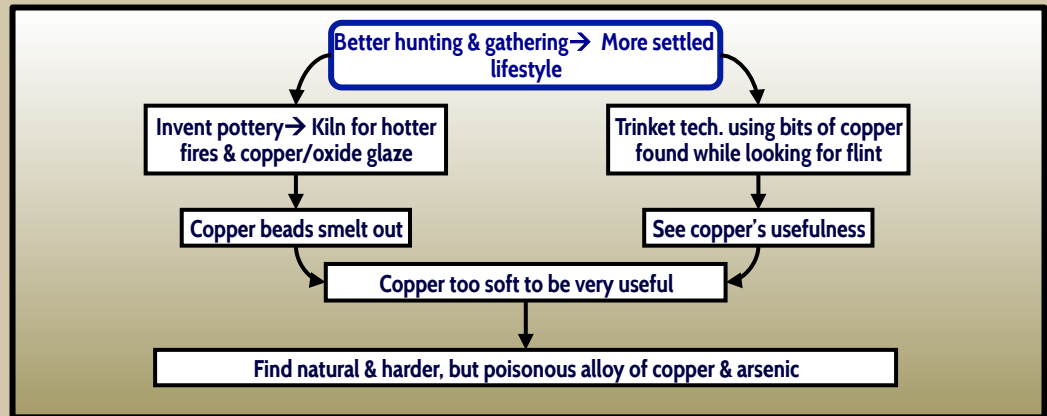 Better hunting & gathering→ More settled
lifestyle
Invent pottery→ Kiln for hotter
fires & copper/oxide glaze
Trinket tech. using bits of copper
found while looking for flint
Copper beads smelt out
See copper's usefulness
Copper too soft to be very useful
Find natural & harder, but poisonous alloy of copper & arsenic